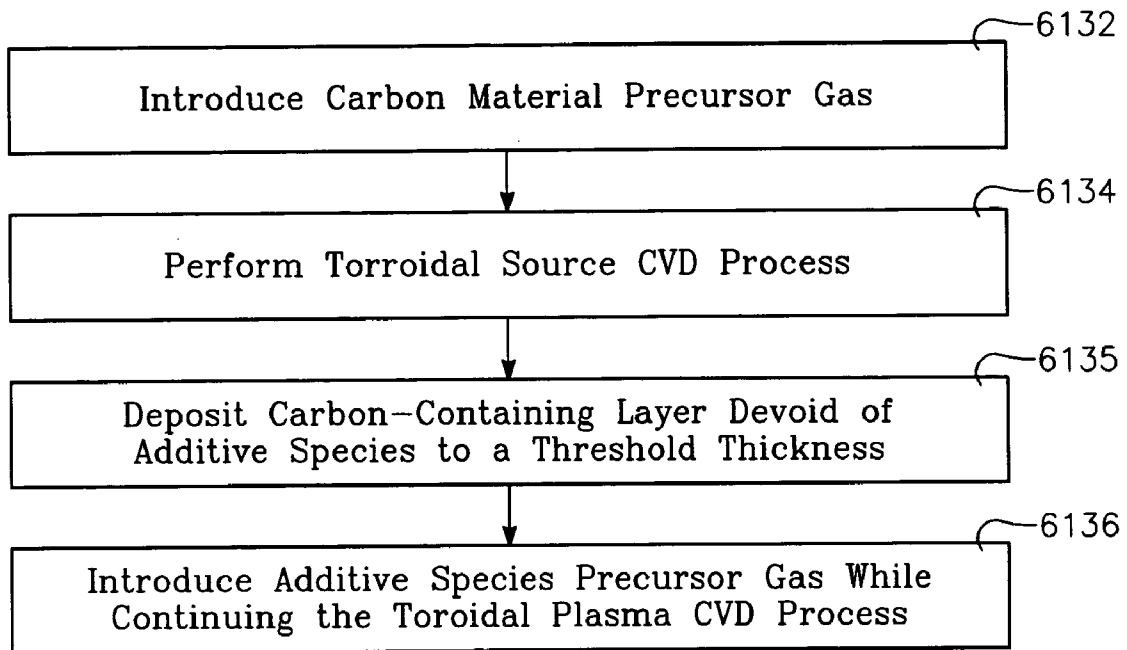 6132
Introduce Carbon Material Precursor Gas
6134
Perform Torroidal Source CVD Process
6135
Deposit Carbon-Containing Layer Devoid of
Additive Species to a Threshold Thickness
6136
Introduce Additive Species Precursor Gas While
Continuing the Toroidal Plasma CVD Process